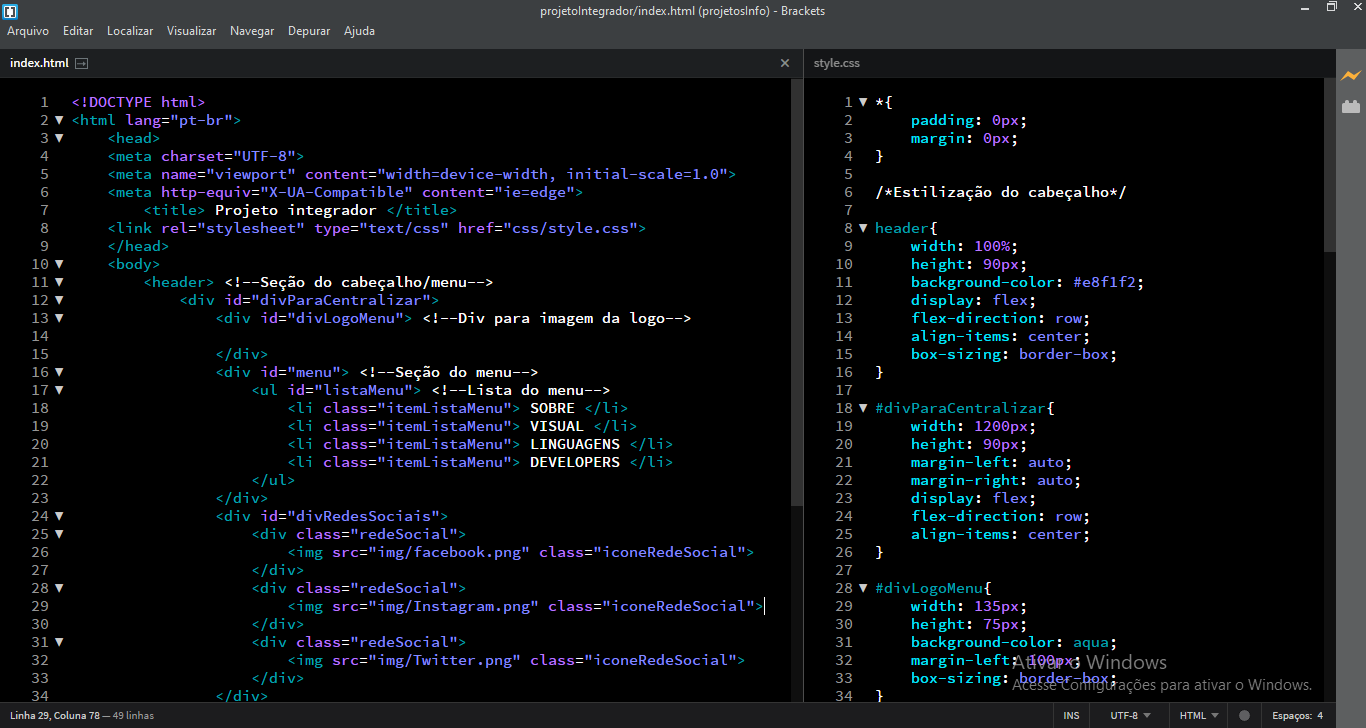 projetoIntegrador/index.html (projetosInfo) - Brackets
Arquivo Editar Localizar Visualizar Navegar Depurar Ajuda
index.html
1 <!DOCTYPE html>
2 <html lang="pt-br">
3 <head>
4 <meta charset="UTF-8">
5 <meta name="viewport" content="width=device-width, initial-scale=1.0">
6 <meta http-equiv="X-UA-Compatible" content="ie=edge">
7 <title> Projeto integrador </title>
8 <link rel="stylesheet" type="text/css" href="css/style.css">
9 </head>
10 <body>
11 <header> <!--Seção do cabeçalho/menu-->
12 <div id="divParaCentralizar">
13 <div id="divLogoMenu"> <!--Div para imagem da logo-->
14
15 </div>
16 <div id="menu"> <!--Seção do menu-->
17 <ul id="listaMenu"> <!--Lista do menu-->
18 <li class="itemListaMenu"> SOBRE </li>
19 <li class="itemListaMenu"> VISUAL </li>
20 <li class="itemListaMenu"> LINGUAGENS </li>
21 <li class="itemListaMenu"> DEVELOPERS </li>
22 </ul>
23 </div>
24 <div id="divRedesSociais">
25 <div class="redeSocial">
26 <img src="img/facebook.png" class="iconeRedeSocial">
27 </div>
28 <div class="redeSocial">
29 <img src="img/Instagram.png" class="iconeRedeSocial">
30 </div>
31 <div class="redeSocial">
32 <img src="img/Twitter.png" class="iconeRedeSocial">
33 </div>
34 </div>
style.css
1 *{
2 padding: 0px;
3 margin: 0px;
4 }
5
6 /*Estilização do cabeçalho*/
7
8 header{
9 width: 100%;
10 height: 90px;
11 background-color: #e8f1f2;
12 display: flex;
13 flex-direction: row;
14 align-items: center;
15 box-sizing: border-box;
16 }
17
18 #divParaCentralizar{
19 width: 1200px;
20 height: 90px;
21 margin-left: auto;
22 margin-right: auto;
23 display: flex;
24 flex-direction: row;
25 align-items: center;
26 }
27
28 #divLogoMenu{
29 width: 135px;
30 height: 75px;
31 background-color: aqua;
32 margin-left: 100px;
33 box-sizing: border-box;
34 }
Ativar o Windows
Acesse Configurações para ativar o Windows.
Linha 29, Coluna 78 — 49 linhas
INS UTF-8 HTML Espaços: 4